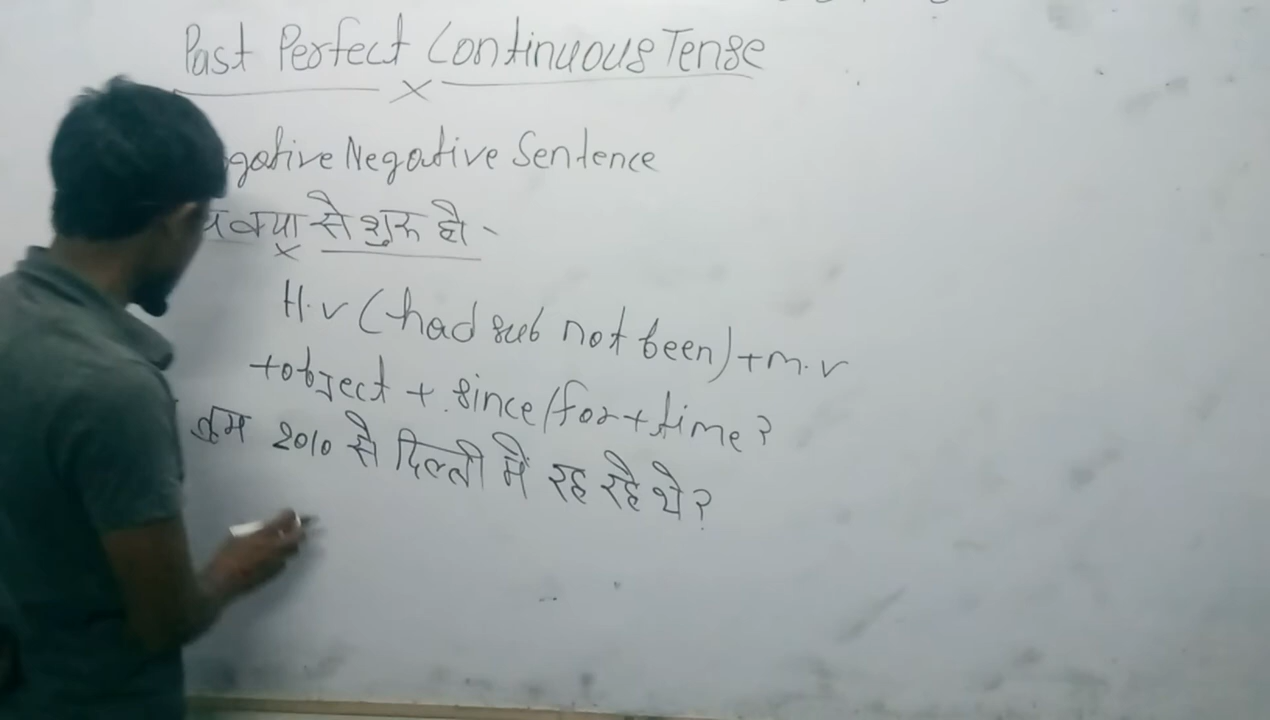 Past Perfect Continuous Tense
gative Negative Sentence
क्या से शुरू हो -
H.v (had sub not been) + m.v
+object + since/for + time?
2010 से दिल्ली में रह रहे थे?